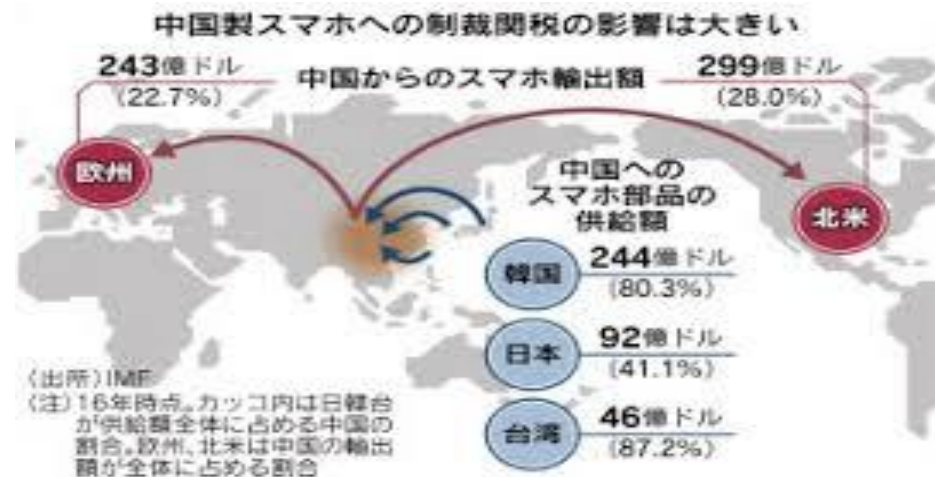 中国製スマホへの制裁関税の影響は大きい
243億ドル
(22.7%)
中国からのスマホ輸出額
299億ドル
(28.0%)
欧州
北米
中国への
スマホ部品の
供給額
韓国
244億ドル
(80.3%)
日本
92億ドル
(41.1%)
台湾
46億ドル
(87.2%)
(出所)IMF
(注)16年時点。カッコ内は日韓台
が供給額全体に占める中国の
割合。欧州、北米は中国の輸出
額が全体に占める割合